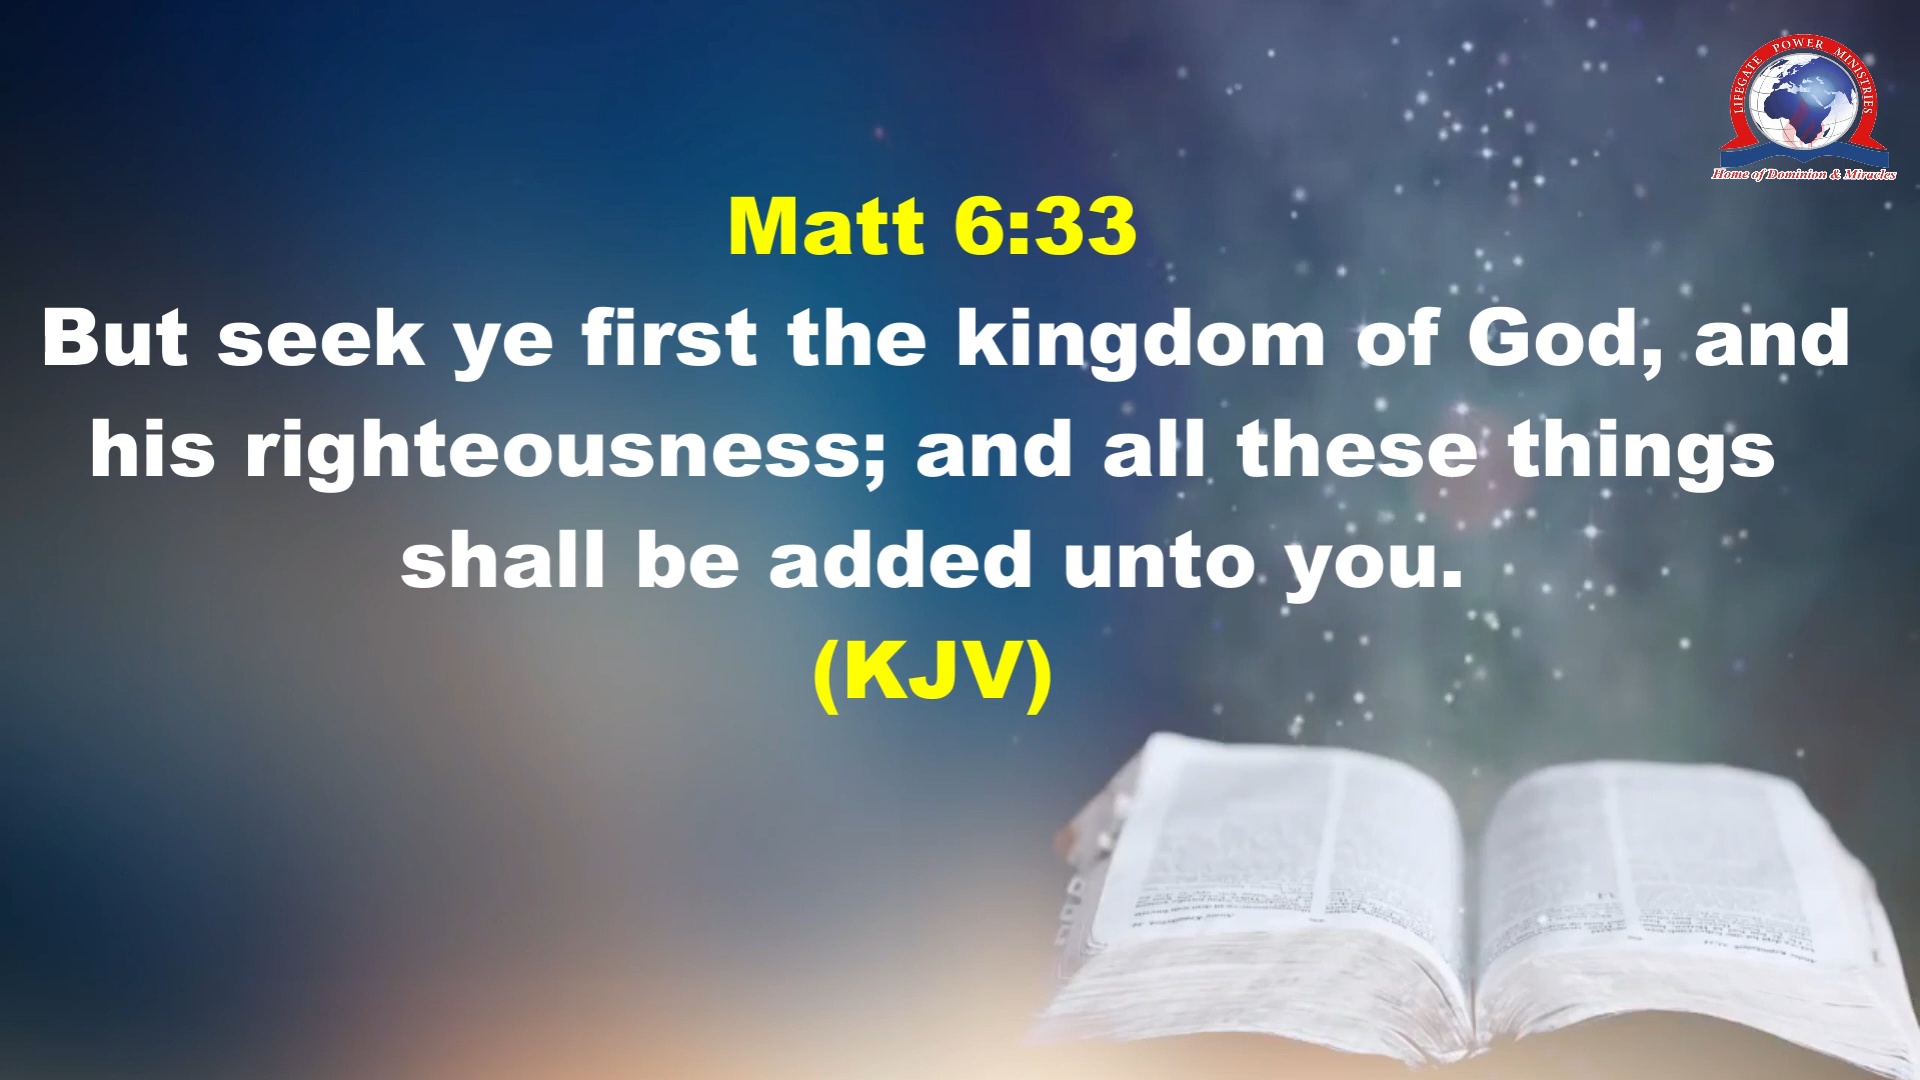 LIFEGATE POWER MINISTRIES
Home of Dominion & Miracles
Matt 6:33
But seek ye first the kingdom of God, and
his righteousness; and all these things
shall be added unto you.
(KJV)